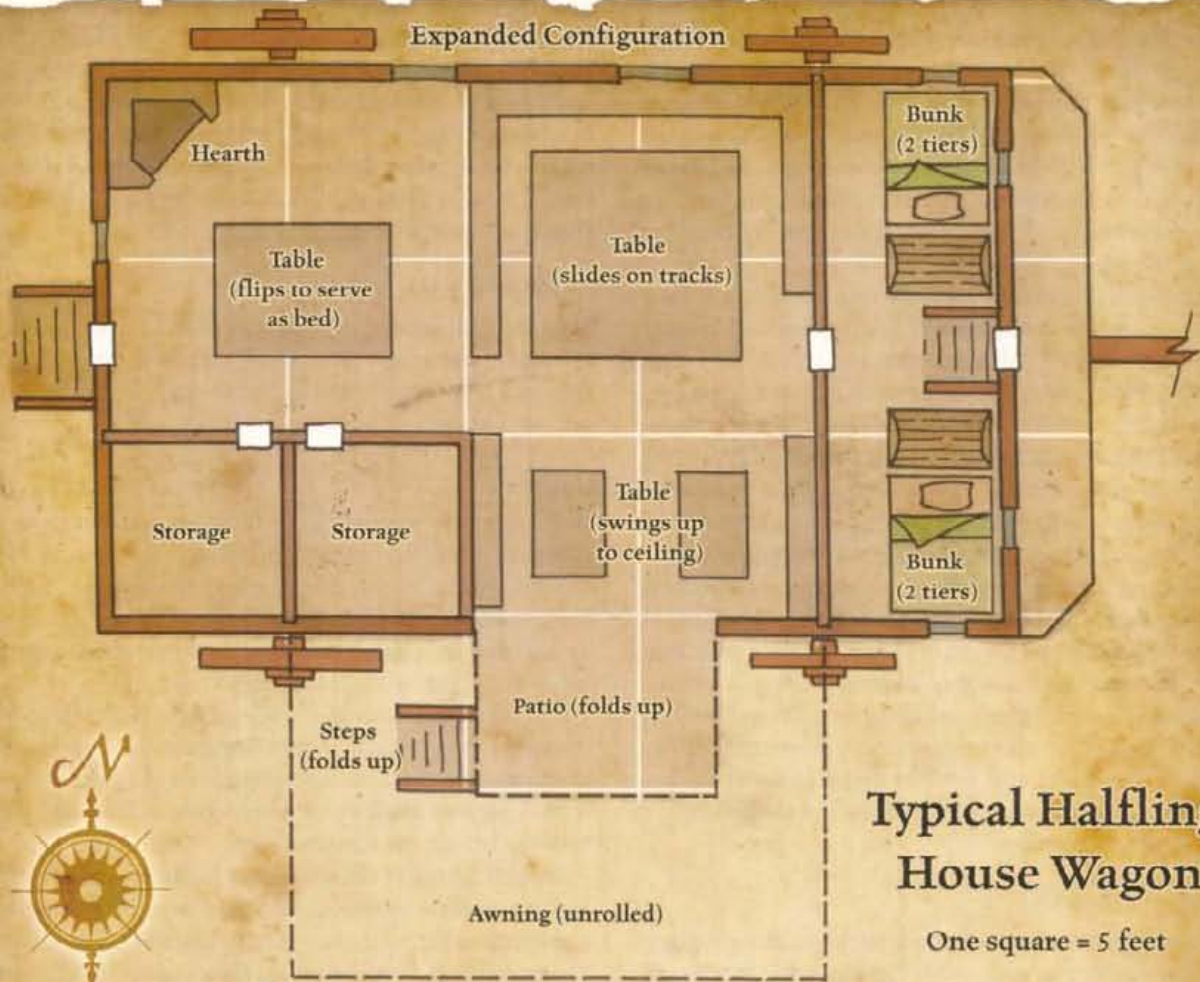 Expanded Configuration
Hearth
Bunk
(2 tiers)
Table
(flips to serve
as bed)
Table
(slides on tracks)
Storage
Storage
Table
(swings up
to ceiling)
Bunk
(2 tiers)
Steps
(folds up)
Patio (folds up)
N
Awning (unrolled)
Typical Halfling
House Wagon
One square = 5 feet